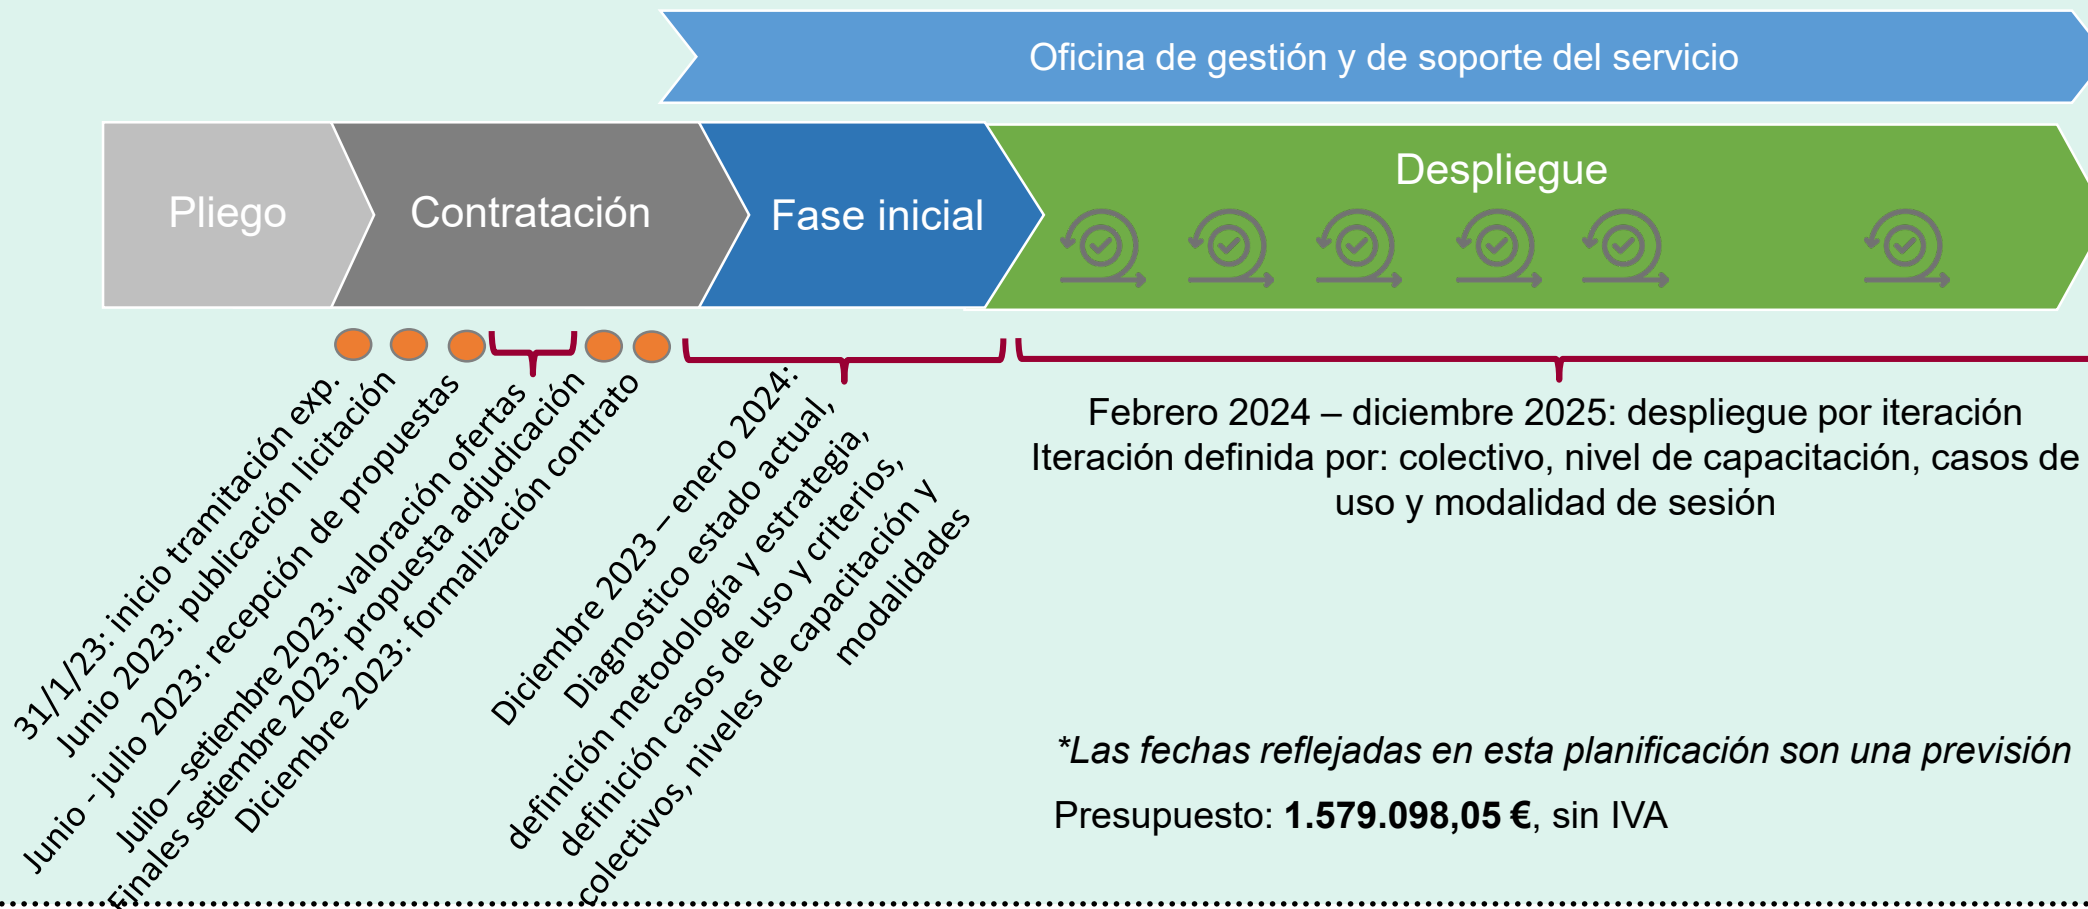 Oficina de gestión y de soporte del servicio
Pliego
Contratación
Fase inicial
Despliegue
31/1/23: inicio tramitación exp.
Junio 2023: publicación licitación
Junio - julio 2023: recepción de propuestas
Julio – setiembre 2023: valoración ofertas
Finales setiembre 2023: propuesta adjudicación
Diciembre 2023: formalización contrato
Diciembre 2023 – enero 2024:
Diagnostico estado actual,
definición metodología y estrategia,
definición casos de uso y criterios,
colectivos, niveles de capacitación y
modalidades
Febrero 2024 – diciembre 2025: despliegue por iteración
Iteración definida por: colectivo, nivel de capacitación, casos de
uso y modalidad de sesión
*Las fechas reflejadas en esta planificación son una previsión
Presupuesto: 1.579.098,05 €, sin IVA